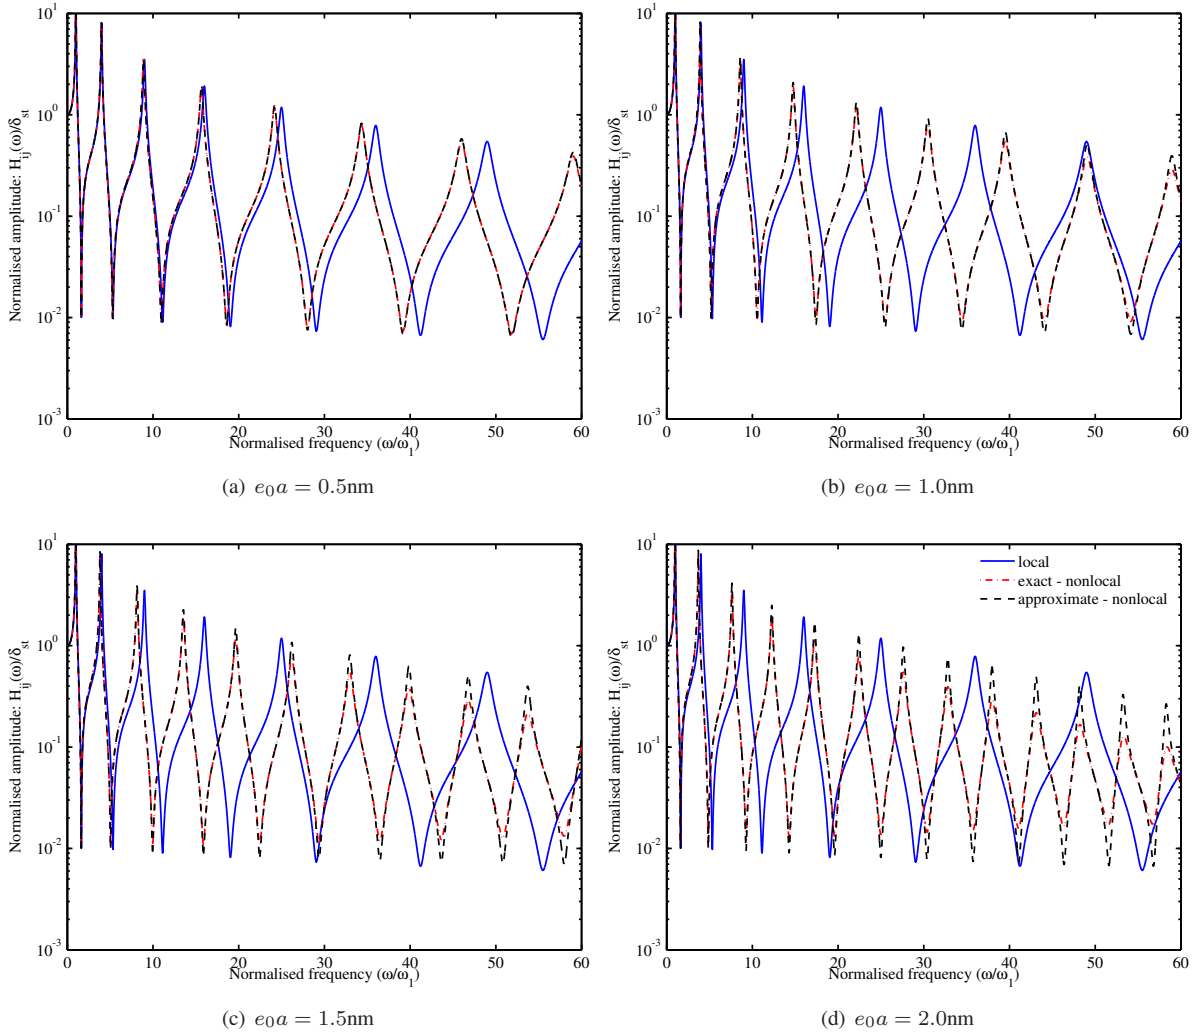 10^1
10^0
10^-1
10^-2
10^-3
Normalised amplitude: H_ij(ω)/δ_st
0 10 20 30 40 50 60
Normalised frequency (ω/ω_1)
(a) e_0a = 0.5nm
10^1
10^0
10^-1
10^-2
10^-3
Normalised amplitude: H_ij(ω)/δ_st
0 10 20 30 40 50 60
Normalised frequency (ω/ω_1)
(b) e_0a = 1.0nm
10^1
10^0
10^-1
10^-2
10^-3
Normalised amplitude: H_ij(ω)/δ_st
0 10 20 30 40 50 60
Normalised frequency (ω/ω_1)
(c) e_0a = 1.5nm
10^1
10^0
10^-1
10^-2
10^-3
Normalised amplitude: H_ij(ω)/δ_st
local
exact - nonlocal
approximate - nonlocal
0 10 20 30 40 50 60
Normalised frequency (ω/ω_1)
(d) e_0a = 2.0nm